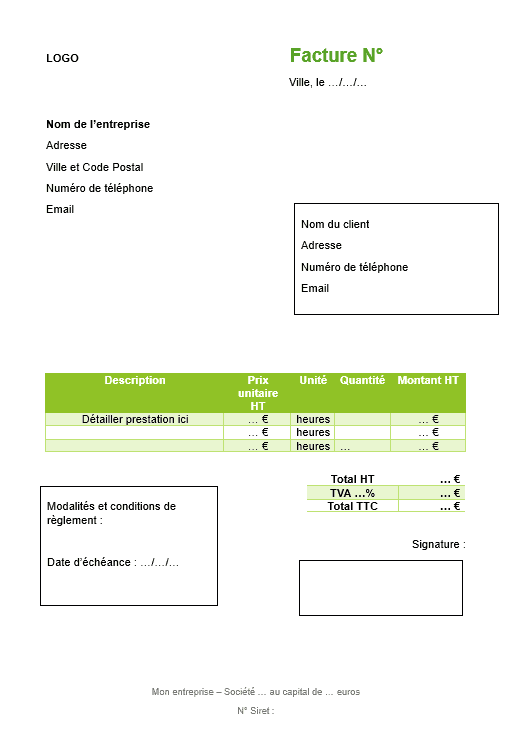 LOGO
Facture N°
Ville, le …/…/…
Nom de l’entreprise
Adresse
Ville et Code Postal
Numéro de téléphone
Email
Nom du client
Adresse
Numéro de téléphone
Email
Description Prix unitaire HT Unité Quantité Montant HT
Détailler prestation ici … € heures … €
… € heures … €
… € heures … … €
Total HT … €
TVA …% … €
Total TTC … €
Modalités et conditions de
règlement :
Date d’échéance : …/…/…
Signature :
Mon entreprise – Société … au capital de … euros
N° Siret :